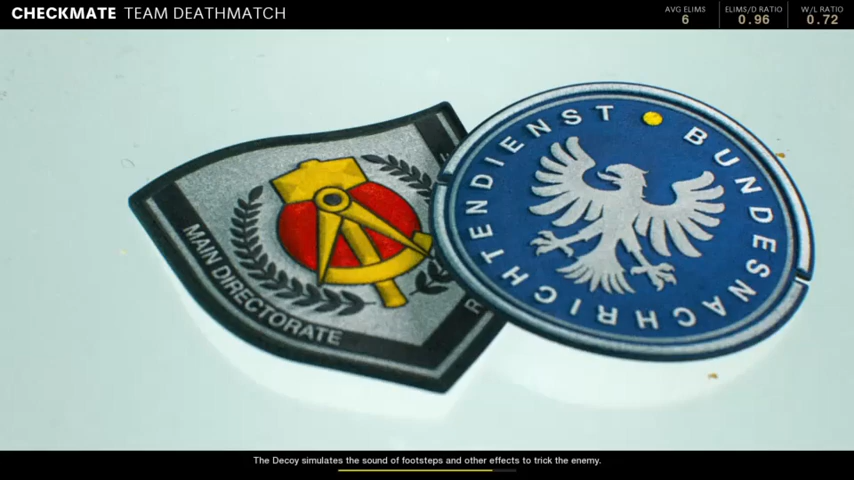 CHECKMATE TEAM DEATHMATCH
AVG ELIMS
6
ELIMS/D RATIO
0.96
W/L RATIO
0.72
MAIN DIRECTORATE
BUNDESNACHRICHTENDIENST
The Decoy simulates the sound of footsteps and other effects to trick the enemy.